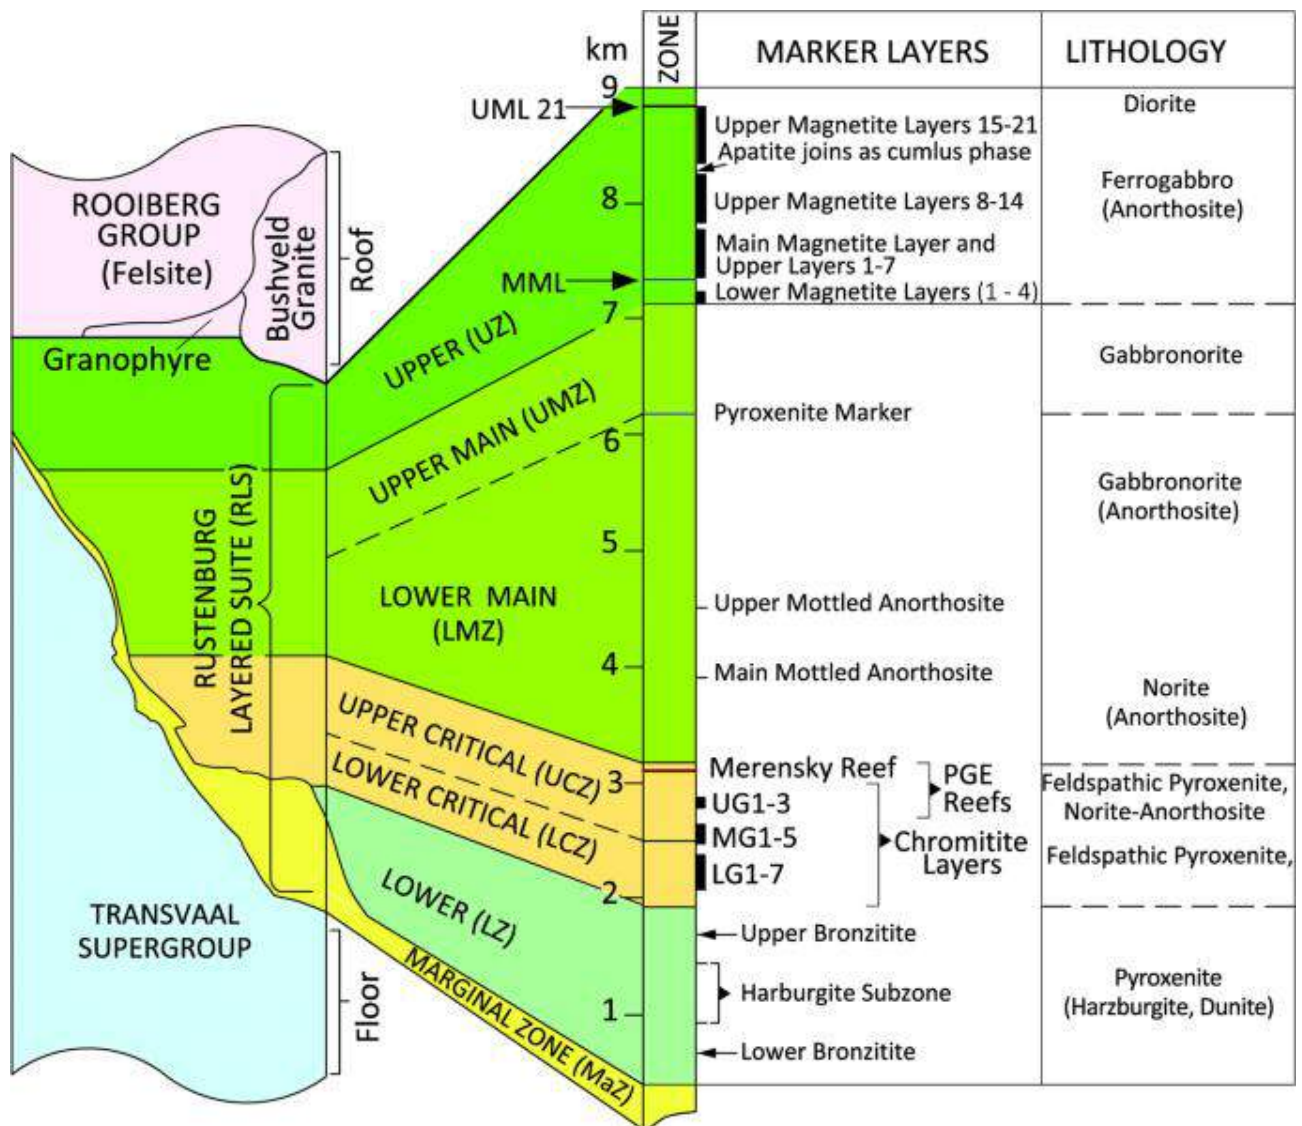 km
ZONE
MARKER LAYERS
LITHOLOGY
9
8
7
6
5
4
3
2
1
UML 21
MML
ROOIBERG
GROUP
(Felsite)
Bushveld
Granite
Roof
Granophyre
RUSTENBURG
LAYERED SUITE (RLS)
TRANSVAAL
SUPERGROUP
Floor
UPPER (UZ)
UPPER MAIN (UMZ)
LOWER MAIN
(LMZ)
UPPER CRITICAL (UCZ)
LOWER CRITICAL (LCZ)
LOWER (LZ)
MARGINAL ZONE (MaZ)
Upper Magnetite Layers 15-21
Apatite joins as cumlus phase
Upper Magnetite Layers 8-14
Main Magnetite Layer and
Upper Layers 1-7
Lower Magnetite Layers (1 - 4)
Pyroxenite Marker
Upper Mottled Anorthosite
Main Mottled Anorthosite
Merensky Reef
UG1-3
MG1-5
LG1-7
PGE
Reefs
Chromitite
Layers
Upper Bronzitite
Harburgite Subzone
Lower Bronzitite
Diorite
Ferrogabbro
(Anorthosite)
Gabbronorite
Gabbronorite
(Anorthosite)
Norite
(Anorthosite)
Feldspathic Pyroxenite,
Norite-Anorthosite
Feldspathic Pyroxenite,
Pyroxenite
(Harzburgite, Dunite)